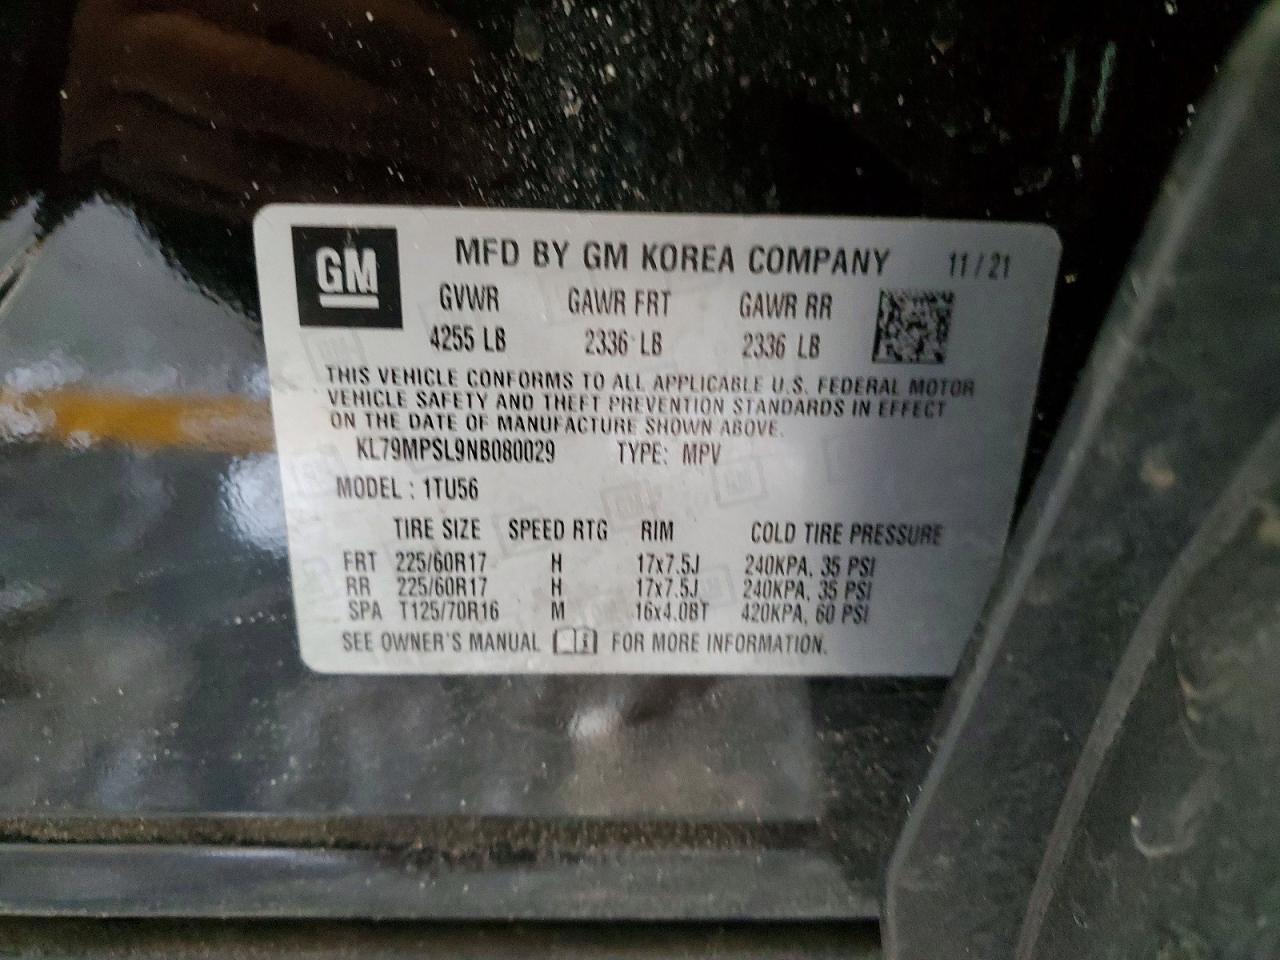 GM
MFD BY GM KOREA COMPANY 11/21
GVWR GAWR FRT GAWR RR
4255 LB 2336 LB 2336 LB
THIS VEHICLE CONFORMS TO ALL APPLICABLE U.S. FEDERAL MOTOR
VEHICLE SAFETY AND THEFT PREVENTION STANDARDS IN EFFECT
ON THE DATE OF MANUFACTURE SHOWN ABOVE.
KL79MPSL9NB080029 TYPE: MPV
MODEL : 1TU56
TIRE SIZE SPEED RTG RIM COLD TIRE PRESSURE
FRT 225/60R17 H 17x7.5J 240KPA, 35 PSI
RR 225/60R17 H 17x7.5J 240KPA, 35 PSI
SPA T125/70R16 M 16x4.0BT 420KPA, 60 PSI
SEE OWNER'S MANUAL FOR MORE INFORMATION.